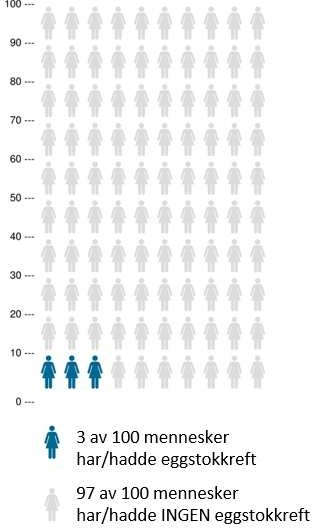 100 ---
90 ---
80 ---
70 ---
60 ---
50 ---
40 ---
30 ---
20 ---
10 ---
0 ---
3 av 100 mennesker
har/hadde eggstokkreft
97 av 100 mennesker
har/hadde INGEN eggstokkreft